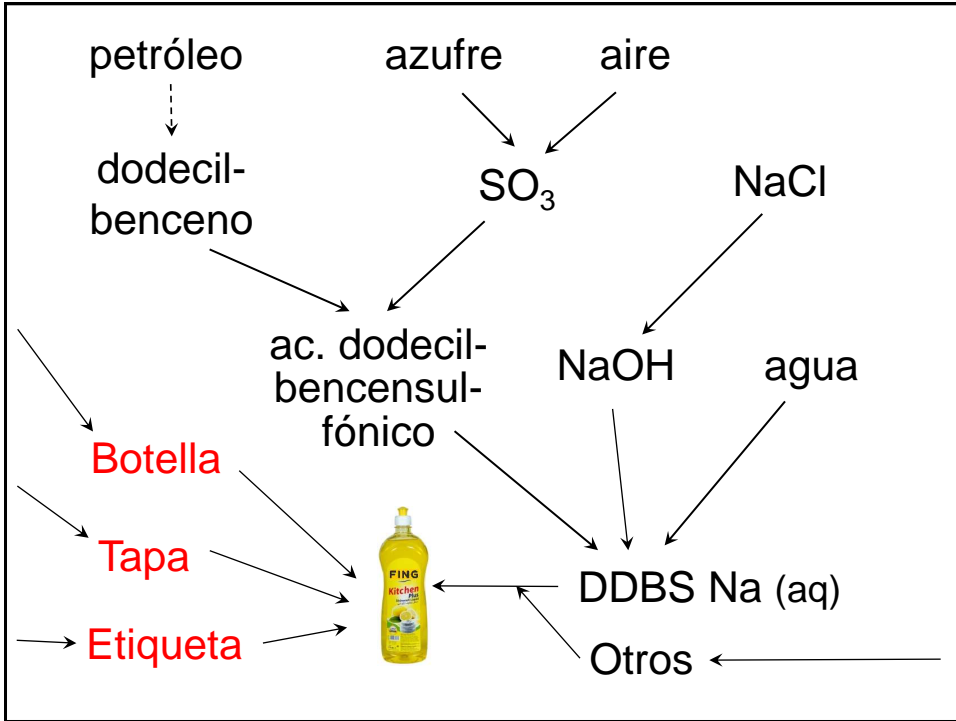 petróleo
azufre
aire
dodecil-
benceno
SO₃
NaCl
ac. dodecil-
bencensul-
fónico
NaOH
agua
Botella
Tapa
Etiqueta
FING
Kitchen
Plus
DDBS Na (aq)
Otros